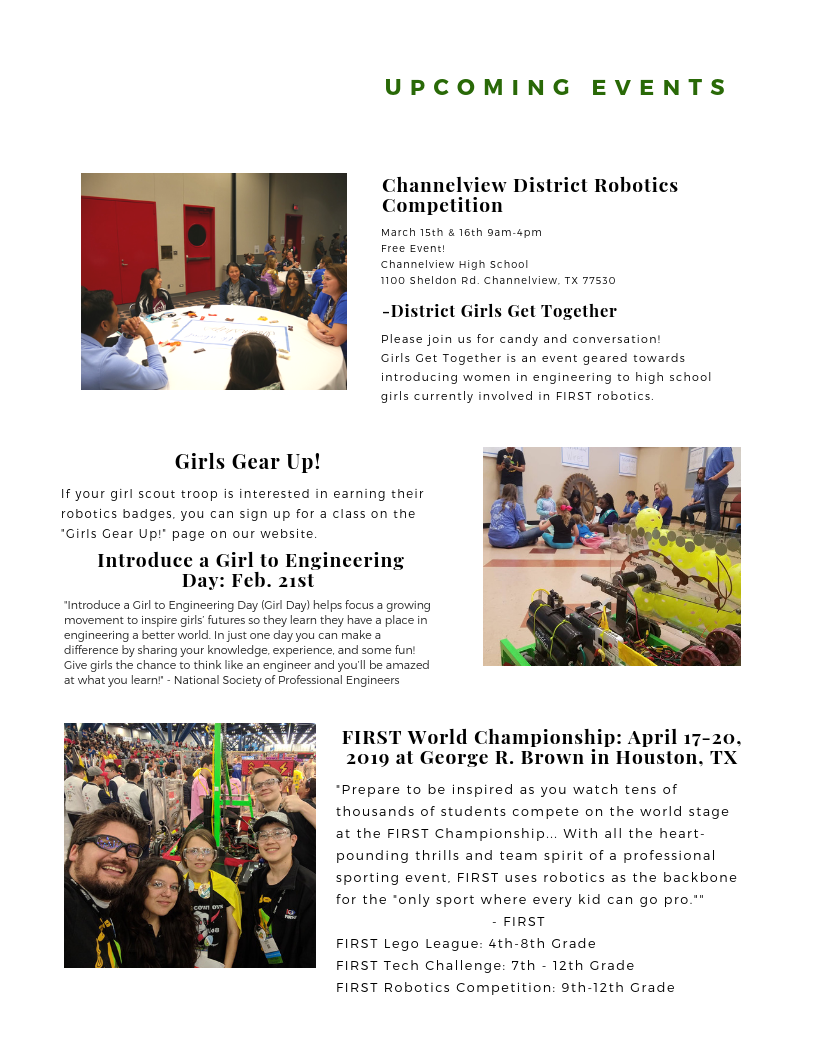 UPCOMING EVENTS
Channelview District Robotics
Competition
March 15th & 16th 9am-4pm
Free Event!
Channelview High School
1100 Sheldon Rd. Channelview, TX 77530
-District Girls Get Together
Please join us for candy and conversation!
Girls Get Together is an event geared towards
introducing women in engineering to high school
girls currently involved in FIRST robotics.
Girls Gear Up!
If your girl scout troop is interested in earning their
robotics badges, you can sign up for a class on the
"Girls Gear Up!" page on our website.
Introduce a Girl to Engineering
Day: Feb. 21st
"Introduce a Girl to Engineering Day (Girl Day) helps focus a growing
movement to inspire girls' futures so they learn they have a place in
engineering a better world. In just one day you can make a
difference by sharing your knowledge, experience, and some fun!
Give girls the chance to think like an engineer and you'll be amazed
at what you learn!" - National Society of Professional Engineers
FIRST World Championship: April 17-20,
2019 at George R. Brown in Houston, TX
"Prepare to be inspired as you watch tens of
thousands of students compete on the world stage
at the FIRST Championship... With all the heart-
pounding thrills and team spirit of a professional
sporting event, FIRST uses robotics as the backbone
for the "only sport where every kid can go pro.""
- FIRST
FIRST Lego League: 4th-8th Grade
FIRST Tech Challenge: 7th - 12th Grade
FIRST Robotics Competition: 9th-12th Grade